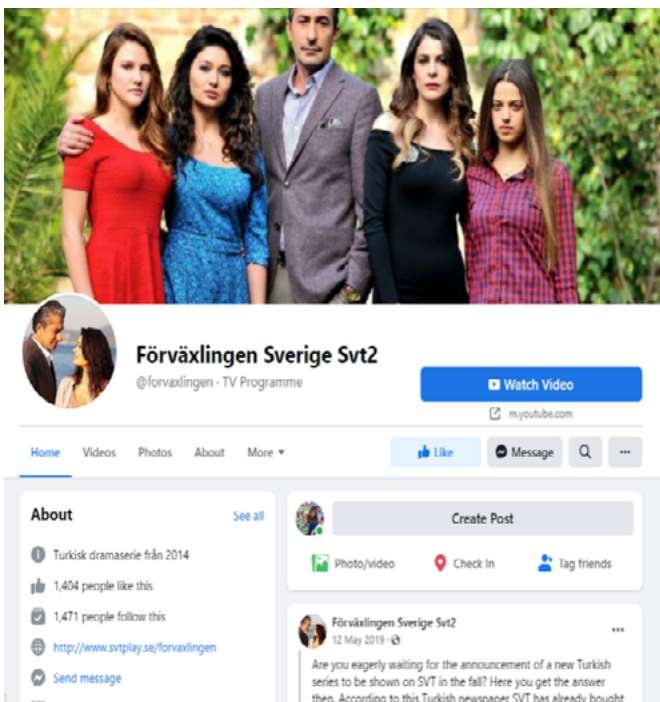 Förväxlingen Sverige Svt2
@forvaxlingen · TV Programme
Watch Video
m.youtube.com
Home Videos Photos About More
Like Message
About See all
Turkisk dramaserie från 2014
1,404 people like this
1,471 people follow this
http://www.svtplay.se/forvaxlingen
Send message
Create Post
Photo/video Check In Tag friends
Förväxlingen Sverige Svt2
12 May 2019 ·
Are you eagerly waiting for the announcement of a new Turkish
series to be shown on SVT in the fall? Here you get the answer
then. According to this Turkish newspaper SVT has already bought